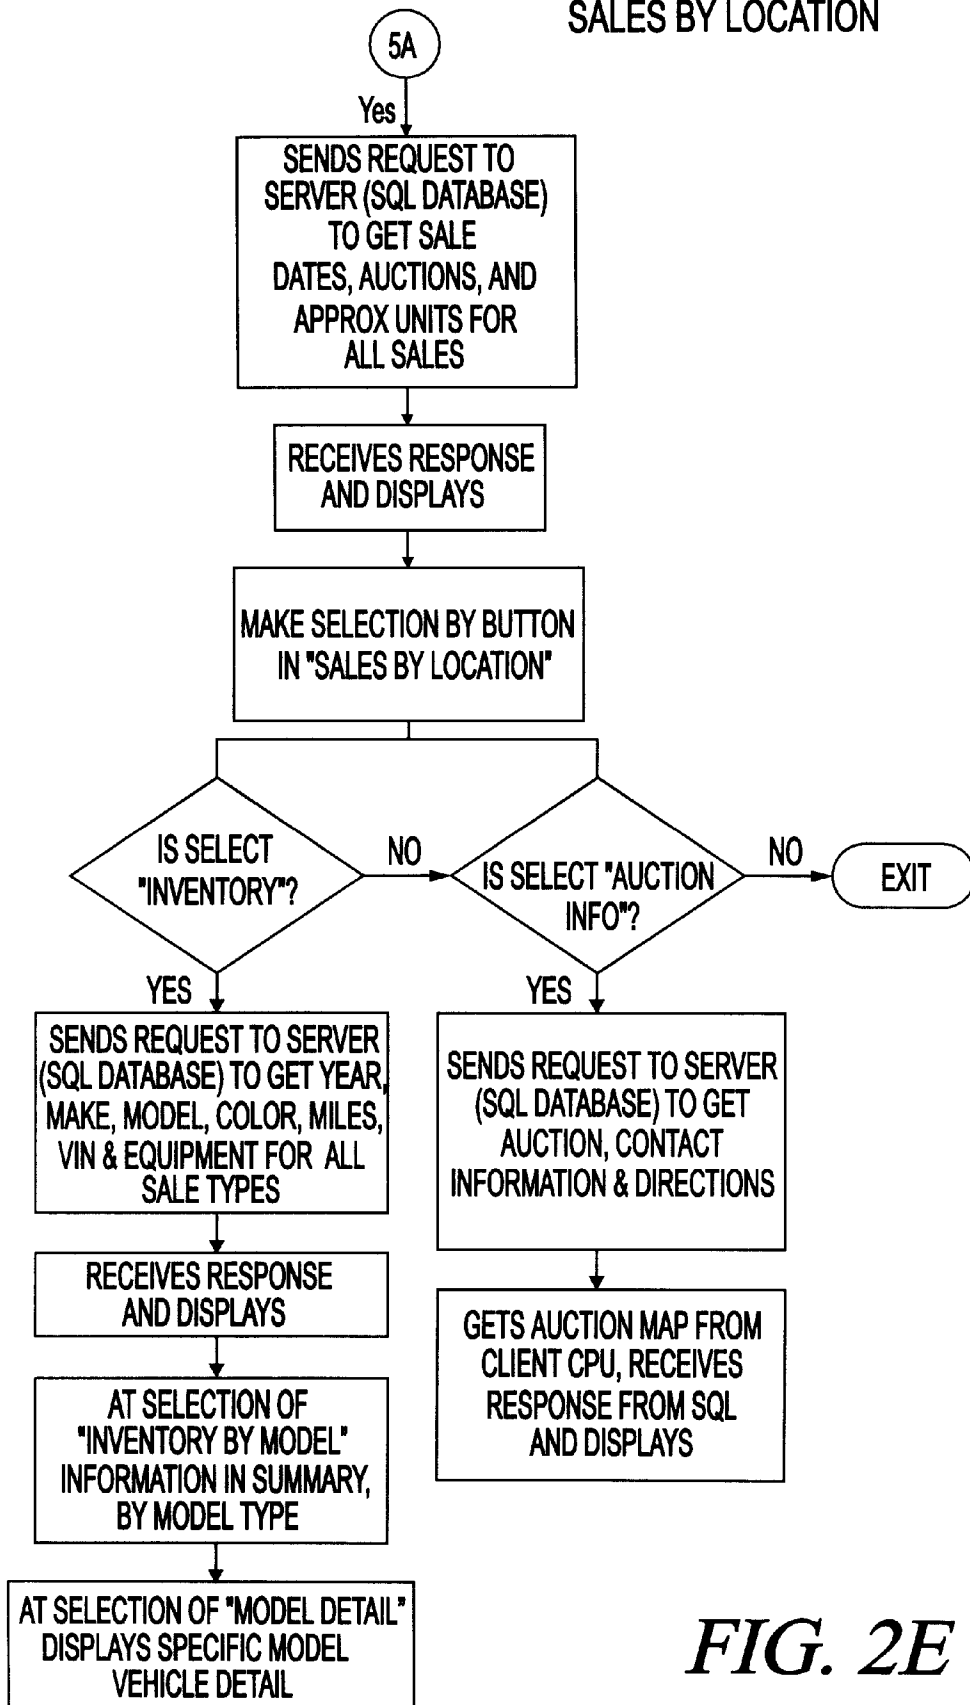 SALES BY LOCATION
5A
Yes
SENDS REQUEST TO
SERVER (SQL DATABASE)
TO GET SALE
DATES, AUCTIONS, AND
APPROX UNITS FOR
ALL SALES
RECEIVES RESPONSE
AND DISPLAYS
MAKE SELECTION BY BUTTON
IN "SALES BY LOCATION"
IS SELECT
"INVENTORY"?
NO
IS SELECT "AUCTION
INFO"?
NO
EXIT
YES
SENDS REQUEST TO SERVER
(SQL DATABASE) TO GET YEAR,
MAKE, MODEL, COLOR, MILES,
VIN & EQUIPMENT FOR ALL
SALE TYPES
RECEIVES RESPONSE
AND DISPLAYS
AT SELECTION OF
"INVENTORY BY MODEL"
INFORMATION IN SUMMARY,
BY MODEL TYPE
AT SELECTION OF "MODEL DETAIL"
DISPLAYS SPECIFIC MODEL
VEHICLE DETAIL
YES
SENDS REQUEST TO SERVER
(SQL DATABASE) TO GET
AUCTION, CONTACT
INFORMATION & DIRECTIONS
GETS AUCTION MAP FROM
CLIENT CPU, RECEIVES
RESPONSE FROM SQL
AND DISPLAYS
FIG. 2E